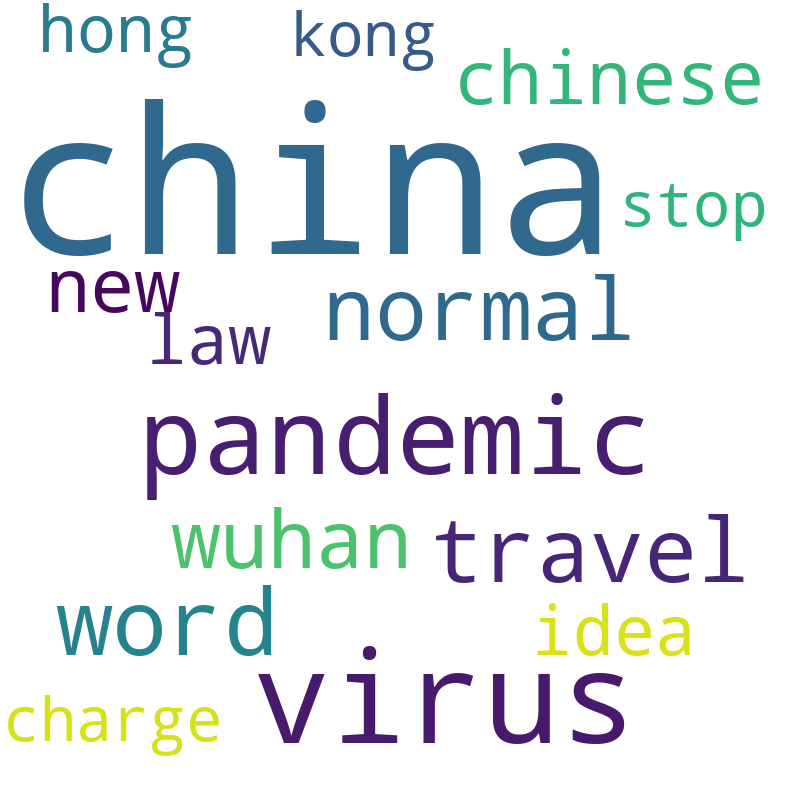 hong kong
chinese
china
stop
new
normal
law
pandemic
wuhan travel
word
idea
virus
charge